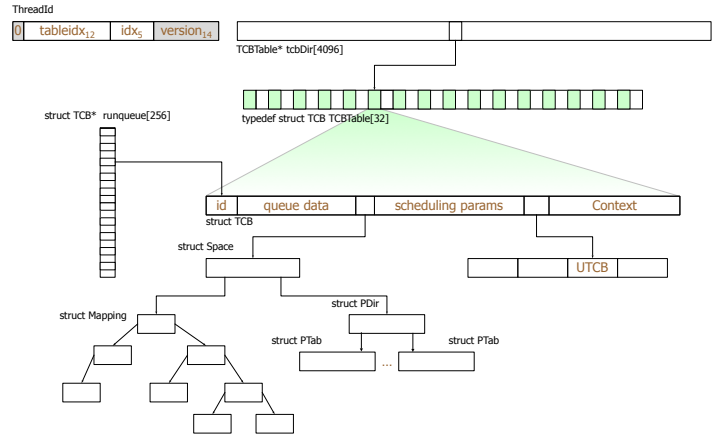 ThreadId
0 tableidx₁₂ idx₅ version₁₄
TCBTable* tcbDir[4096]
struct TCB* runqueue[256]
typedef struct TCB TCBTable[32]
id queue data scheduling params Context
struct TCB
struct Space
UTCB
struct Mapping
struct PDir
struct PTab
struct PTab
...